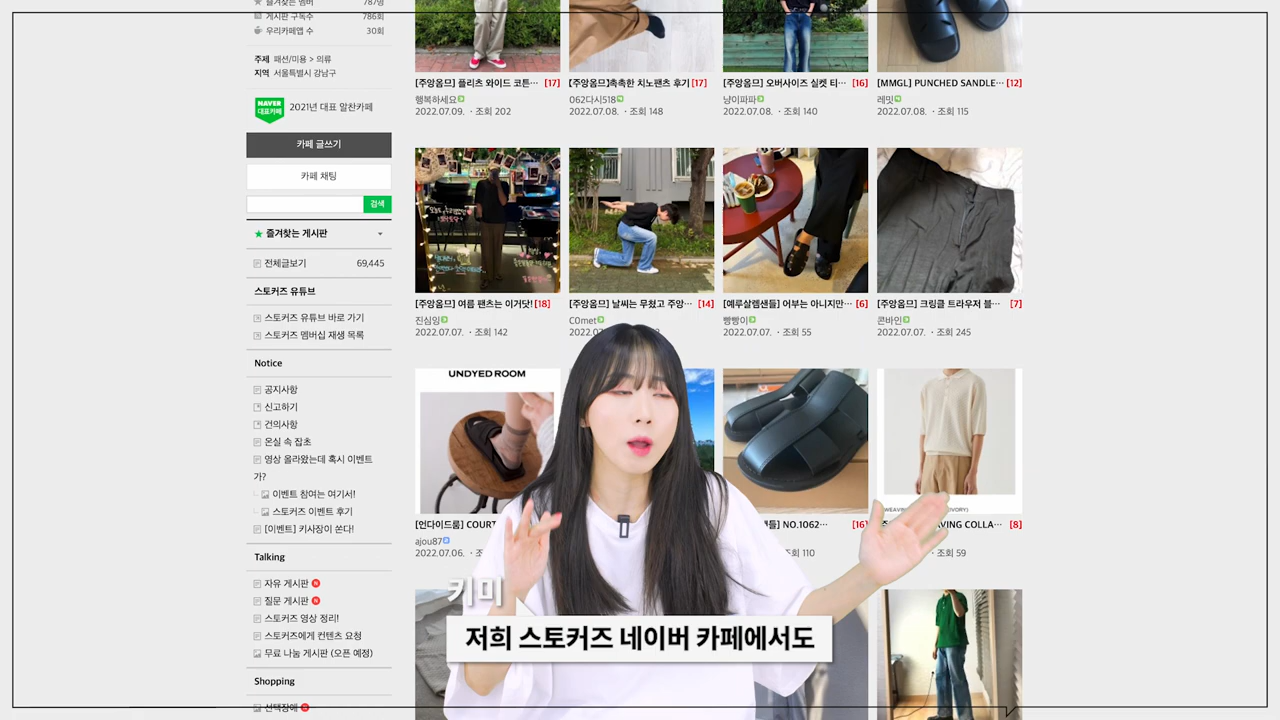 즐겨찾는 멤버 787명
게시판 구독수 786회
우리카페앱 수 30회
주제 패션/미용 > 의류
지역 서울특별시 강남구
NAVER
대표카페
2021년 대표 말찬카페
카페 글쓰기
카페 채팅
검색
즐겨찾는 게시판
전체글보기 69,445
스토커즈 유튜브
스토커즈 유튜브 바로 가기
스토커즈 멤버십 재생 목록
Notice
공지사항
신고하기
건의사항
온실 속 잡초
영상 올라왔는데 혹시 이벤트
가?
이벤트 참여는 여기서!
스토커즈 이벤트 후기
[이벤트] 키사장이 쏜다!
Talking
자유 게시판 N
질문 게시판 N
스토커즈 영상 정리!
스토커즈에게 컨텐츠 요청
무료 나눔 게시판 (오픈 예정)
Shopping
선택장애
[주앙옴므] 플리츠 와이드 코튼… [17]
행복하세요
2022.07.09. · 조회 202
[주앙옴므]촉촉한 치노팬츠 후기 [17]
062다시518
2022.07.08. · 조회 148
[주앙옴므] 오버사이즈 실켓 티… [16]
냥이파파
2022.07.08. · 조회 140
[MMGL] PUNCHED SANDLE… [12]
레밋
2022.07.08. · 조회 115
[주앙옴므] 여름 팬츠는 이거닷! [18]
진심잉
2022.07.07. · 조회 142
[주앙옴므] 날씨는 무쳤고 주앙… [14]
C0met
[예루살렘샌들] 어부는 아니지만… [6]
빵빵이
2022.07.07. · 조회 55
[주앙옴므] 크링클 트라우저 블… [7]
콘바인
2022.07.07. · 조회 245
UNDYED ROOM
[언다이드룸] COURT
ajou87
2022.07.06. · 조
NO.1062… [16]
조회 110
COLLA… [8]
· 조회 59
키미
저희 스토커즈 네이버 카페에서도